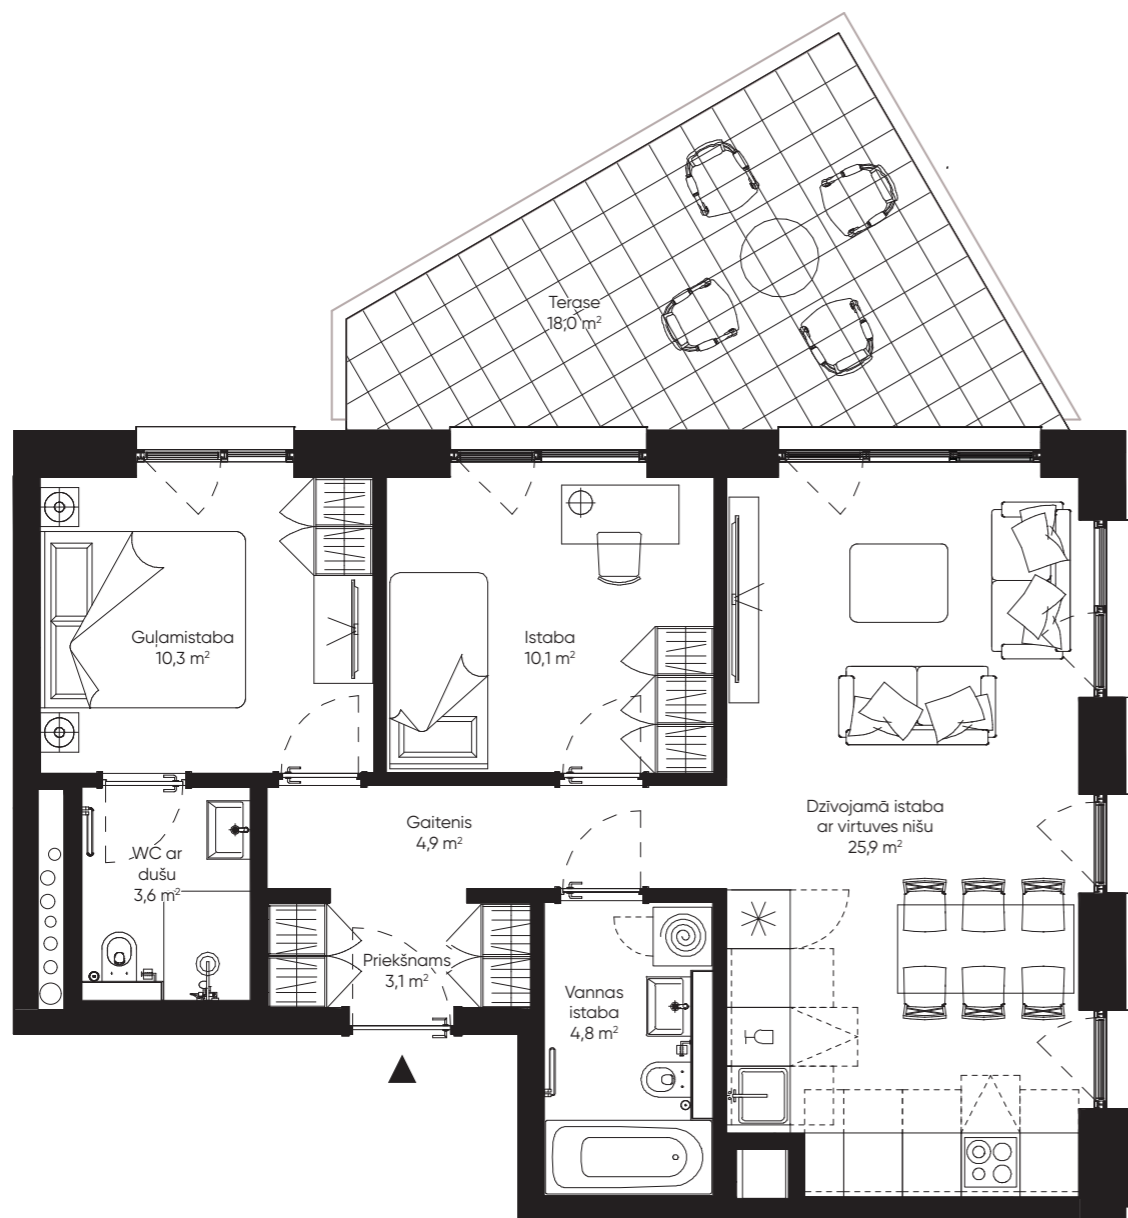 Terase
18,0 m²
Guļamistaba
10,3 m²
Istaba
10,1 m²
Dzīvojamā istaba
ar virtuves nišu
25,9 m²
Gaitenis
4,9 m²
WC ar
dušu
3,6 m²
Priekšnams
3,1 m²
Vannas
istaba
4,8 m²